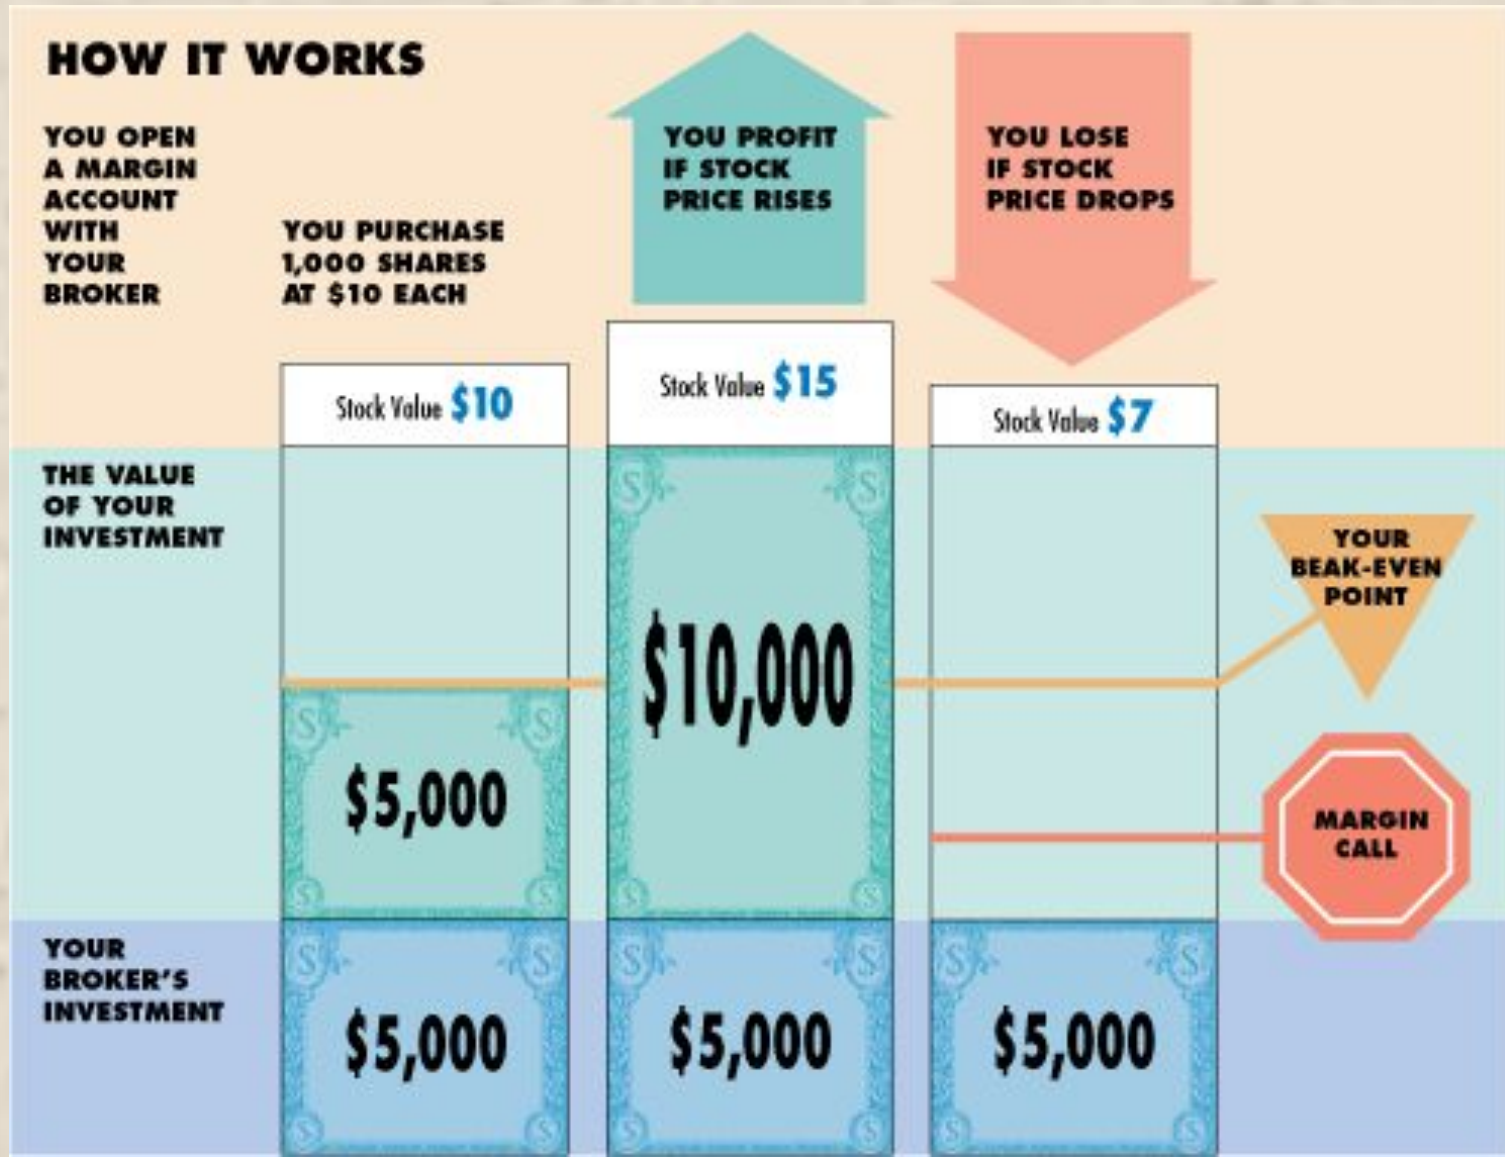 HOW IT WORKS
YOU OPEN
A MARGIN
ACCOUNT
WITH
YOUR
BROKER
YOU PURCHASE
1,000 SHARES
AT $10 EACH
YOU PROFIT
IF STOCK
PRICE RISES
YOU LOSE
IF STOCK
PRICE DROPS
Stock Value $10
Stock Value $15
Stock Value $7
THE VALUE
OF YOUR
INVESTMENT
$5,000
$10,000
YOUR
BEAK-EVEN
POINT
MARGIN
CALL
YOUR
BROKER'S
INVESTMENT
$5,000
$5,000
$5,000